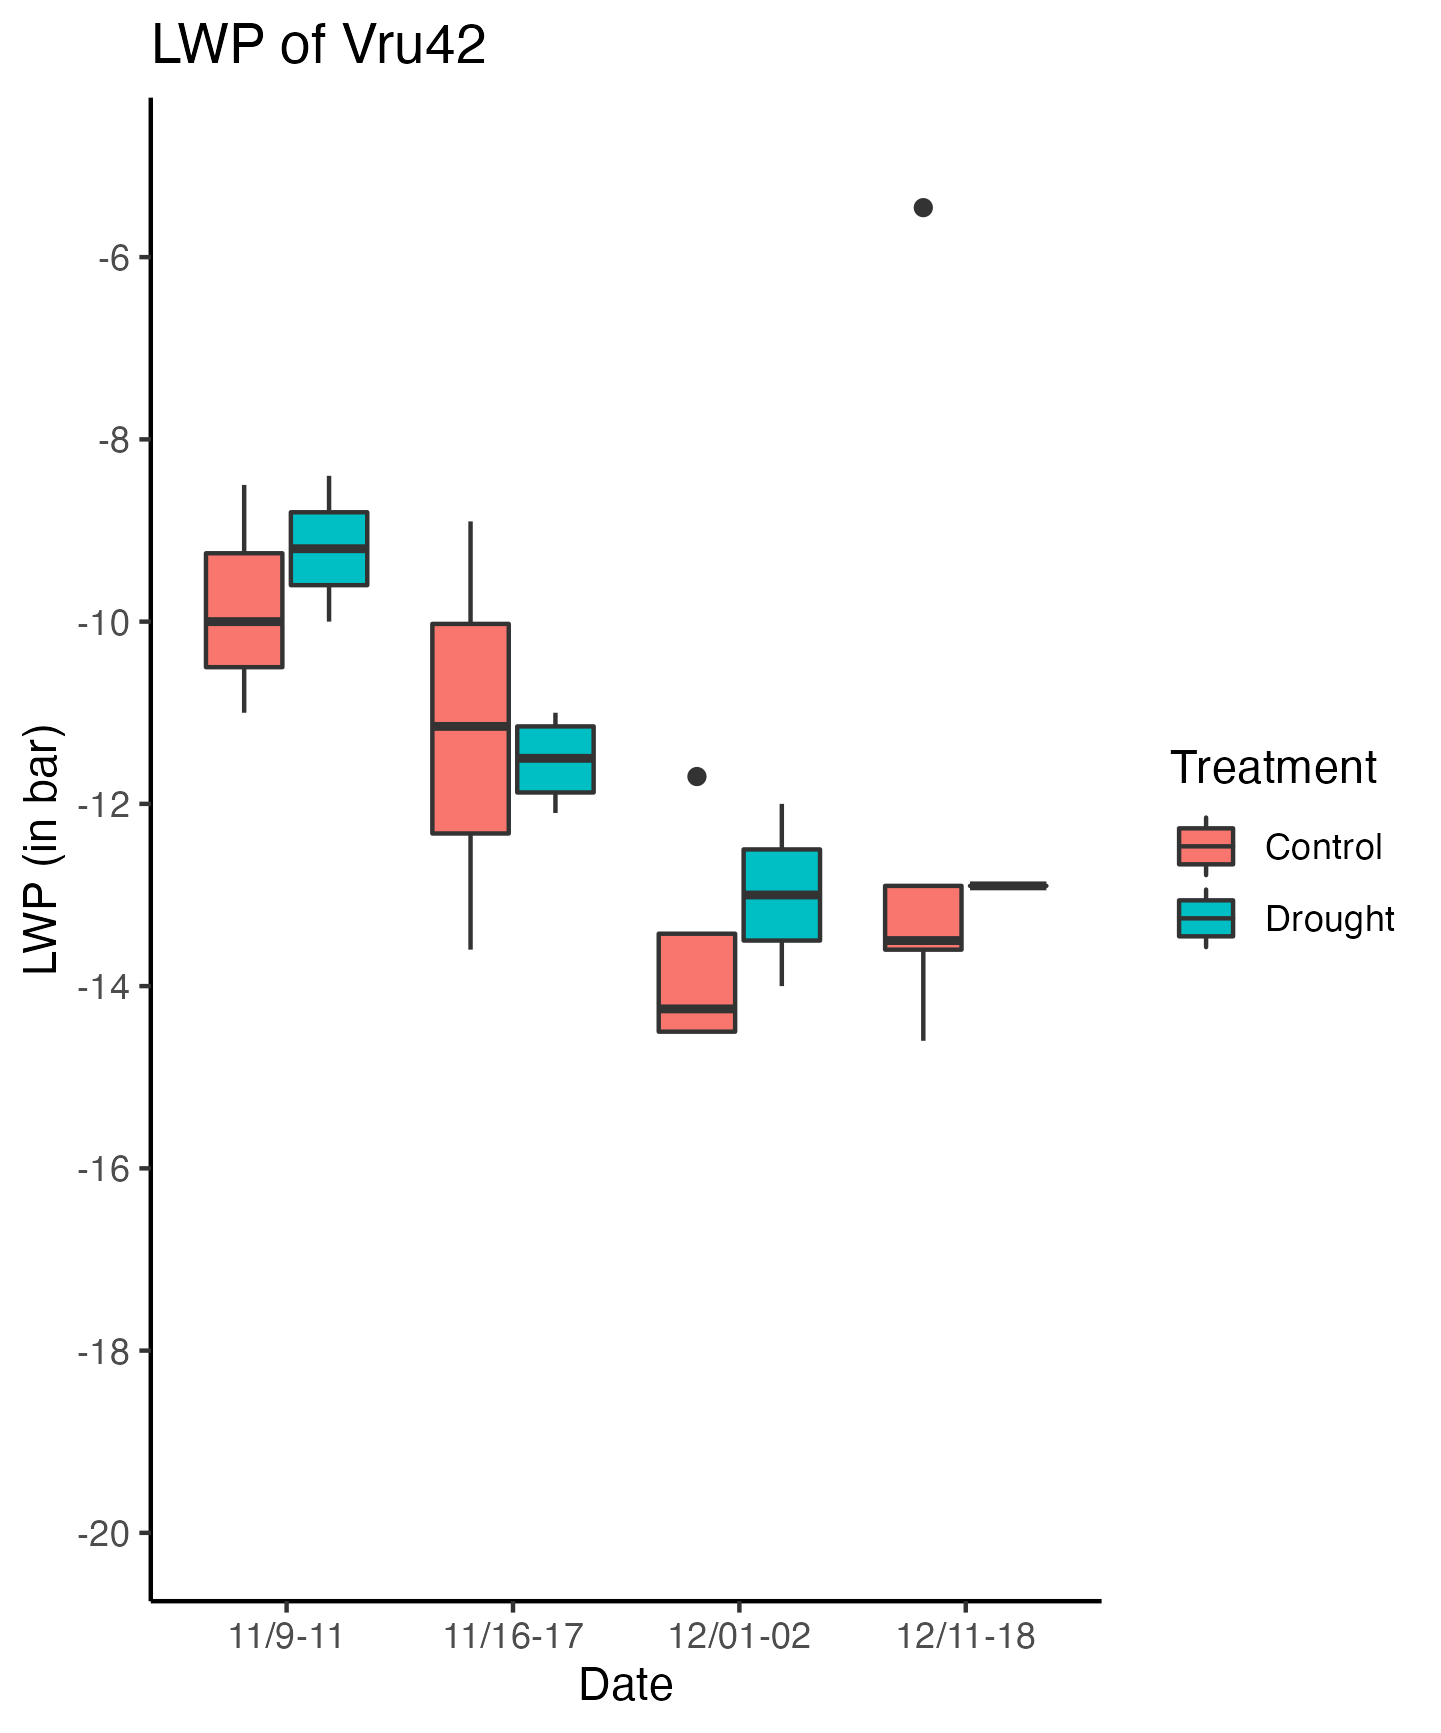 LWP of Vru42
LWP (in bar)
-6
-8
-10
-12
-14
-16
-18
-20
11/9-11
11/16-17
12/01-02
12/11-18
Date
Treatment
Control
Drought